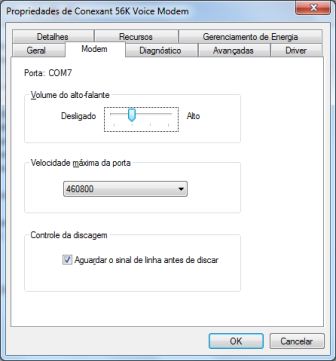 Propriedades de Conexant 56K Voice Modem
Detalhes Recursos Gerenciamento de Energia
Geral Modem Diagnóstico Avançadas Driver
Porta: COM7
Volume do alto-falante
Desligado Alto
Velocidade máxima da porta
460800
Controle da discagem
Aguardar o sinal de linha antes de discar
OK Cancelar